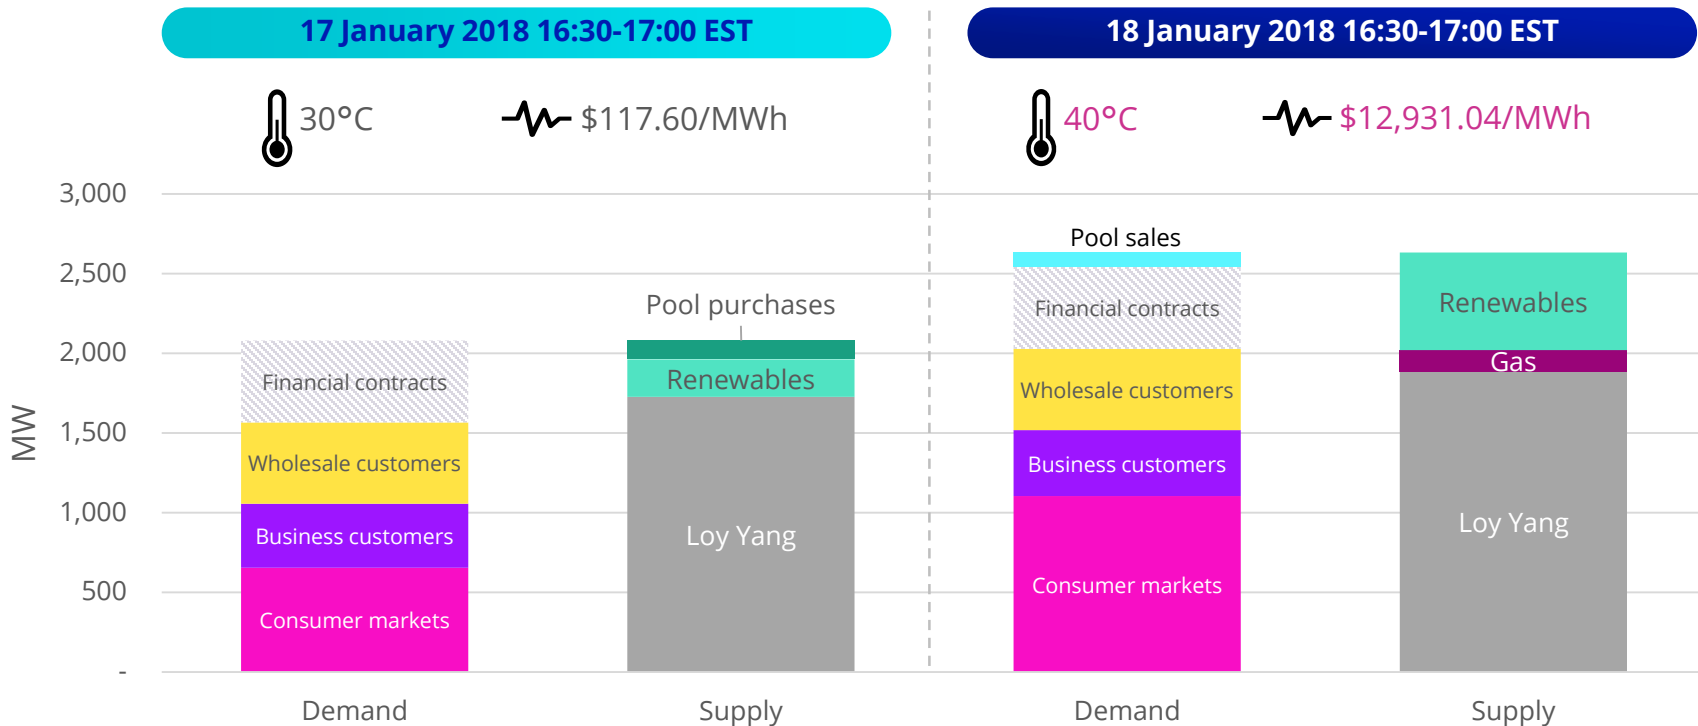 17 January 2018 16:30-17:00 EST
18 January 2018 16:30-17:00 EST
30°C
$117.60/MWh
40°C
$12,931.04/MWh
MW
3,000
2,500
2,000
1,500
1,000
500
-
Financial contracts
Wholesale customers
Business customers
Consumer markets
Pool purchases
Renewables
Loy Yang
Pool sales
Financial contracts
Wholesale customers
Business customers
Consumer markets
Renewables
Gas
Loy Yang
Demand
Supply
Demand
Supply